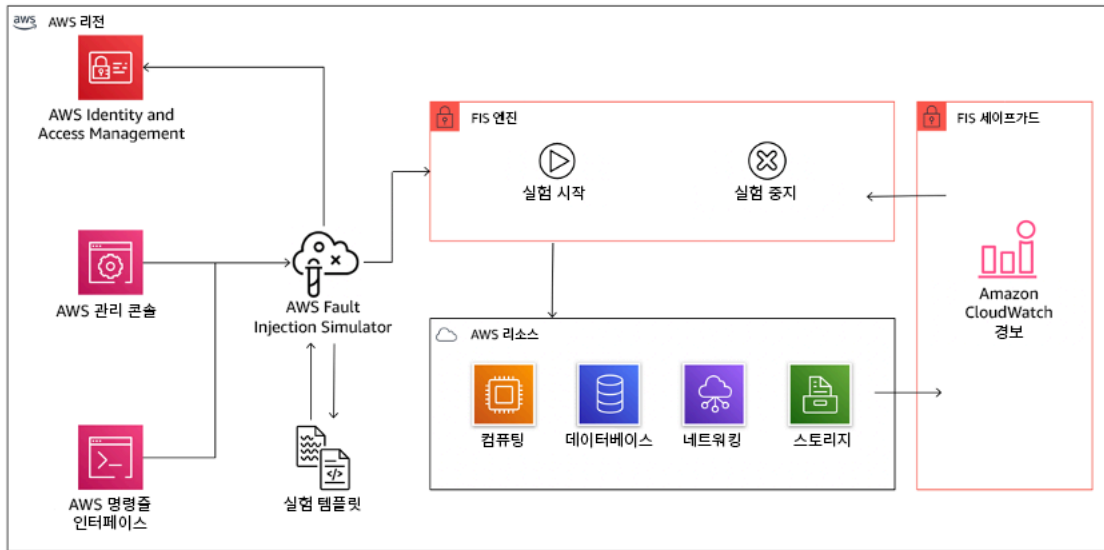 aws
AWS 리전
AWS Identity and
Access Management
FIS 엔진
실험 시작
실험 중지
FIS 세이프가드
AWS 관리 콘솔
AWS Fault
Injection Simulator
Amazon
CloudWatch
경보
AWS 리소스
컴퓨팅
데이터베이스
네트워킹
스토리지
AWS 명령줄
인터페이스
실험 템플릿